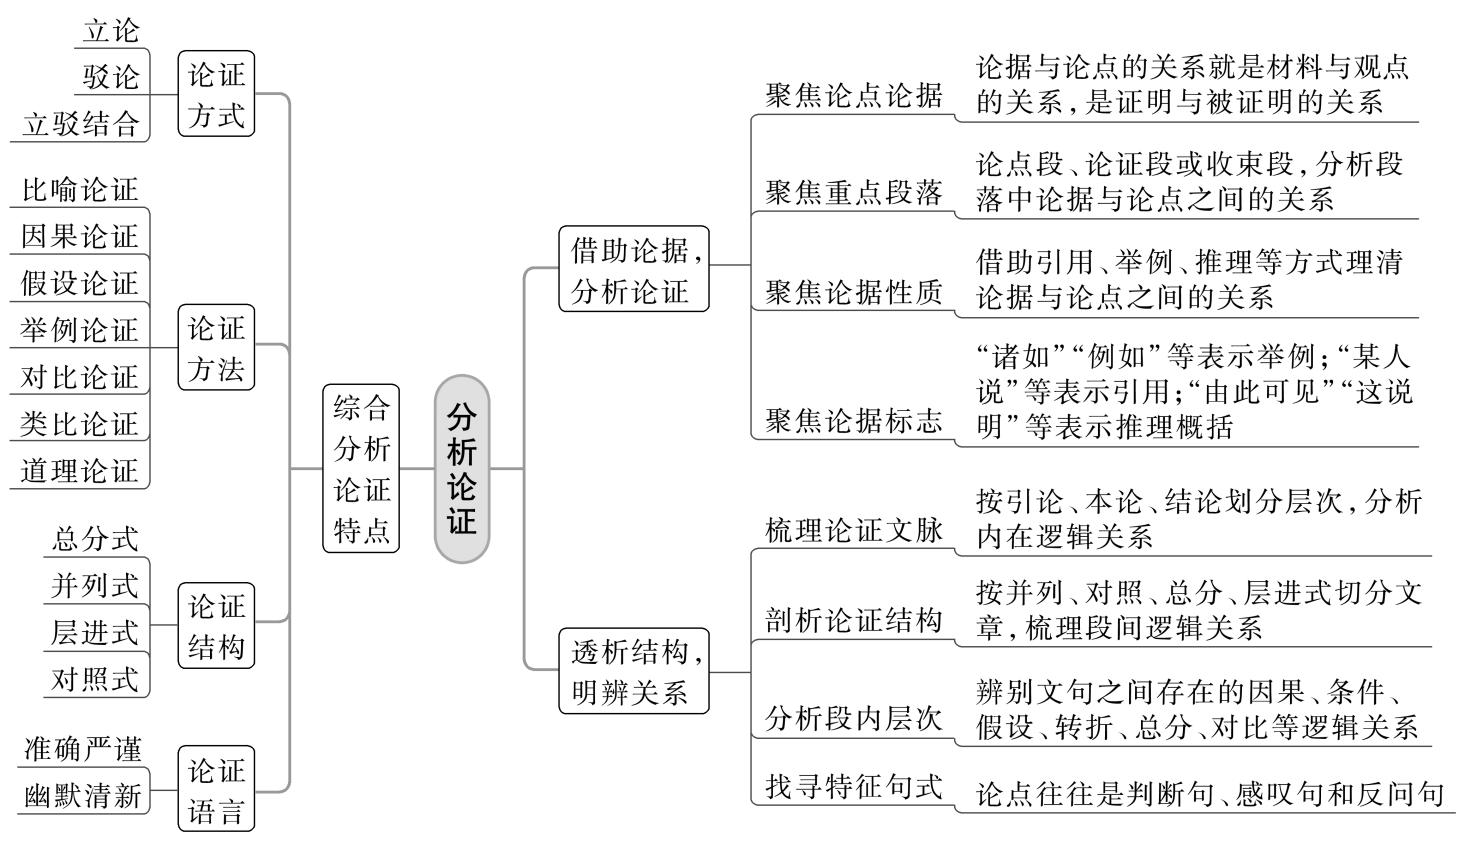 立论
驳论
立驳结合
论证
方式
比喻论证
因果论证
假设论证
举例论证
对比论证
类比论证
道理论证
论证
方法
总分式
并列式
层进式
对照式
论证
结构
准确严谨
幽默清新
论证
语言
综合
分析
论证
特点
分
析
论
证
借助论据，
分析论证
聚焦论点论据
论据与论点的关系就是材料与观点
的关系，是证明与被证明的关系
聚焦重点段落
论点段、论证段或收束段，分析段
落中论据与论点之间的关系
聚焦论据性质
借助引用、举例、推理等方式理清
论据与论点之间的关系
聚焦论据标志
“诸如”“例如”等表示举例；“某人
说”等表示引用；“由此可见”“这说
明”等表示推理概括
透析结构，
明辨关系
梳理论证文脉
按引论、本论、结论划分层次，分析
内在逻辑关系
剖析论证结构
按并列、对照、总分、层进式切分文
章，梳理段间逻辑关系
分析段内层次
辨别文句之间存在的因果、条件、
假设、转折、总分、对比等逻辑关系
找寻特征句式
论点往往是判断句、感叹句和反问句